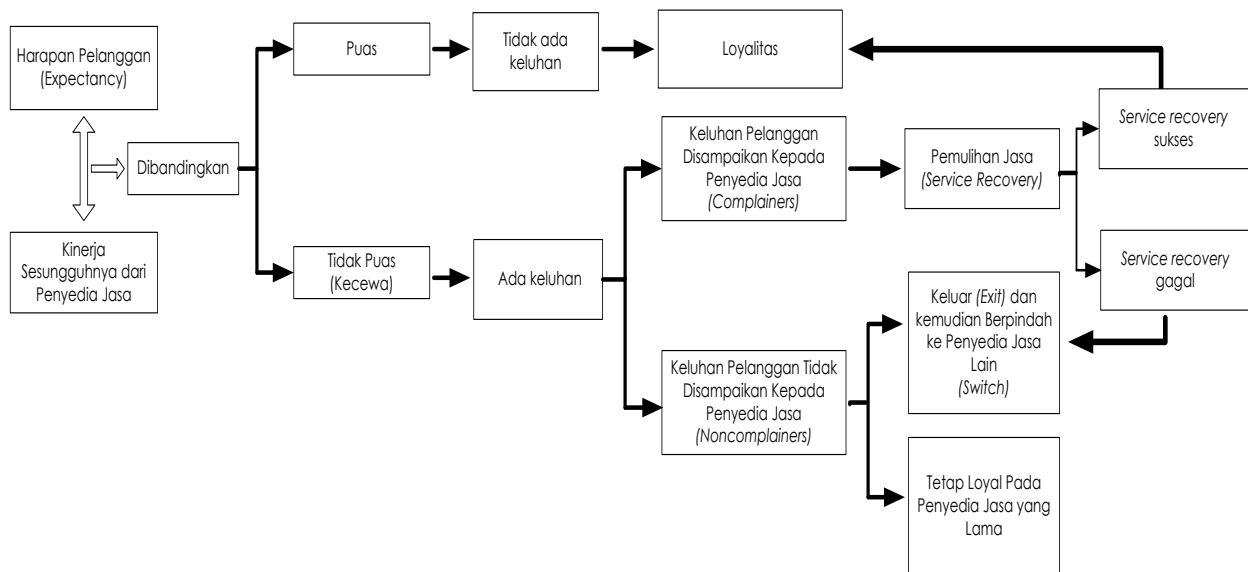 Harapan Pelanggan
(Expectancy)
Dibandingkan
Kinerja
Sesungguhnya dari
Penyedia Jasa
Puas
Tidak ada
keluhan
Loyalitas
Tidak Puas
(Kecewa)
Ada keluhan
Keluhan Pelanggan
Disampaikan Kepada
Penyedia Jasa
(Complainers)
Pemulihan Jasa
(Service Recovery)
Service recovery
sukses
Service recovery
gagal
Keluhan Pelanggan Tidak
Disampaikan Kepada
Penyedia Jasa
(Noncomplainers)
Keluar (Exit) dan
kemudian Berpindah
ke Penyedia Jasa
Lain
(Switch)
Tetap Loyal Pada
Penyedia Jasa yang
Lama